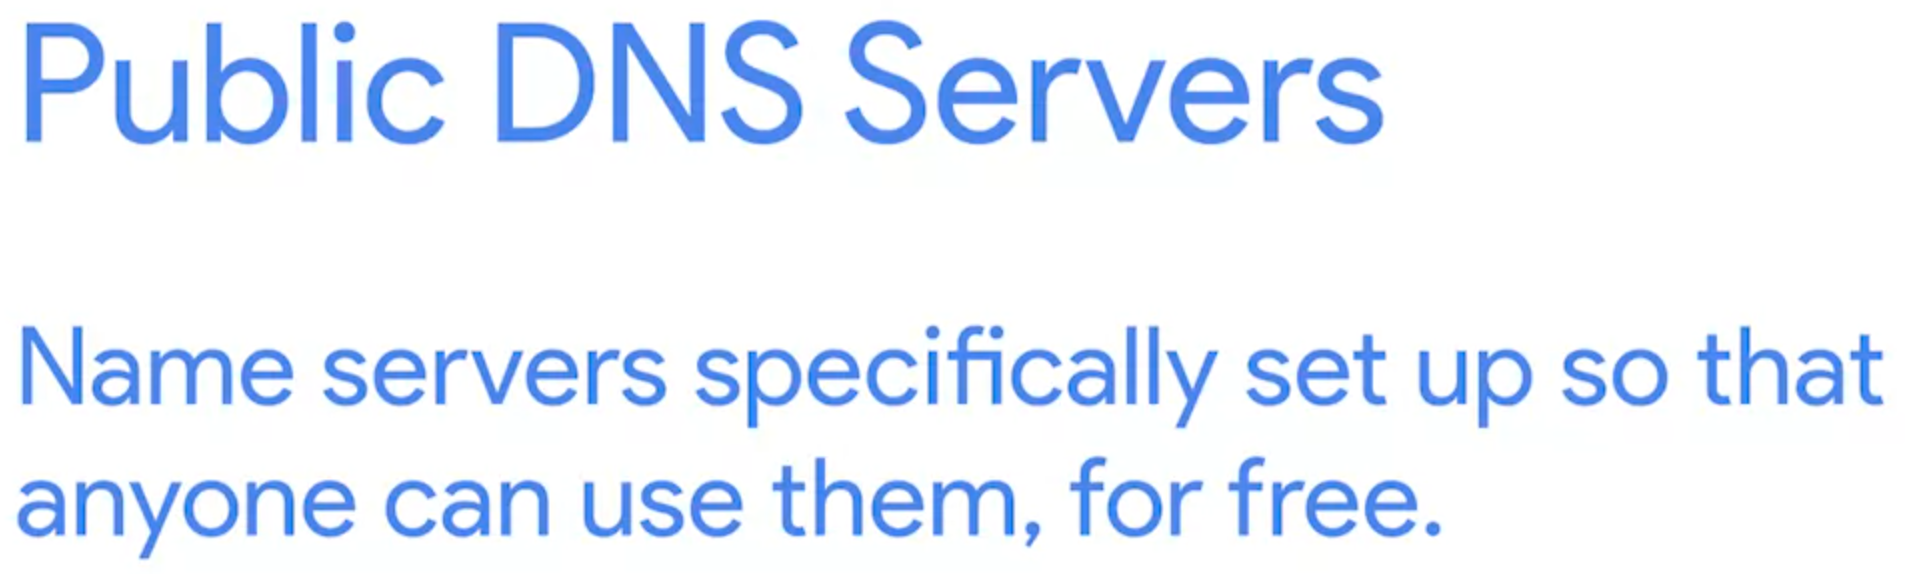 Public DNS Servers
Name servers specifically set up so that
anyone can use them, for free.